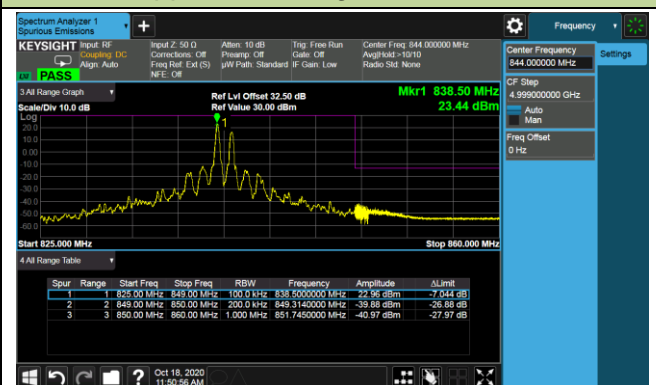 Spectrum Analyzer 1
Spurious Emissions
+
Frequency
KEYSIGHT Input: RF Input Z: 50 Ω Atten: 10 dB Trig: Free Run Center Freq: 844.000000 MHz
Coupling: DC Corrections: Off Preamp: Off Gate: Off Avg|Hold:>10/10
Align: Auto Freq Ref: Ext (S) µW Path: Standard IF Gain: Low Radio Std: None
NFE: Off
PASS
3 All Range Graph
Ref Lvl Offset 32.50 dB
Mkr1 838.50 MHz
Scale/Div 10.0 dB Ref Value 30.00 dBm 23.44 dBm
Log
1
20.0
10.0
0.00
-10.0
-20.0
-30.0
-40.0
-50.0
-60.0
Start 825.000 MHz Stop 860.000 MHz
4 All Range Table
Spur Range Start Freq Stop Freq RBW Frequency Amplitude ΔLimit
1 1 825.00 MHz 849.00 MHz 100.0 kHz 838.5000000 MHz 22.96 dBm -7.044 dB
2 2 849.00 MHz 850.00 MHz 200.0 kHz 849.3140000 MHz -39.88 dBm -26.88 dB
3 3 850.00 MHz 860.00 MHz 1.000 MHz 851.7450000 MHz -40.97 dBm -27.97 dB
?
Oct 18, 2020
11:50:56 AM
Center Frequency
844.000000 MHz
Settings
CF Step
4.999000000 GHz
Auto
Man
Freq Offset
0 Hz